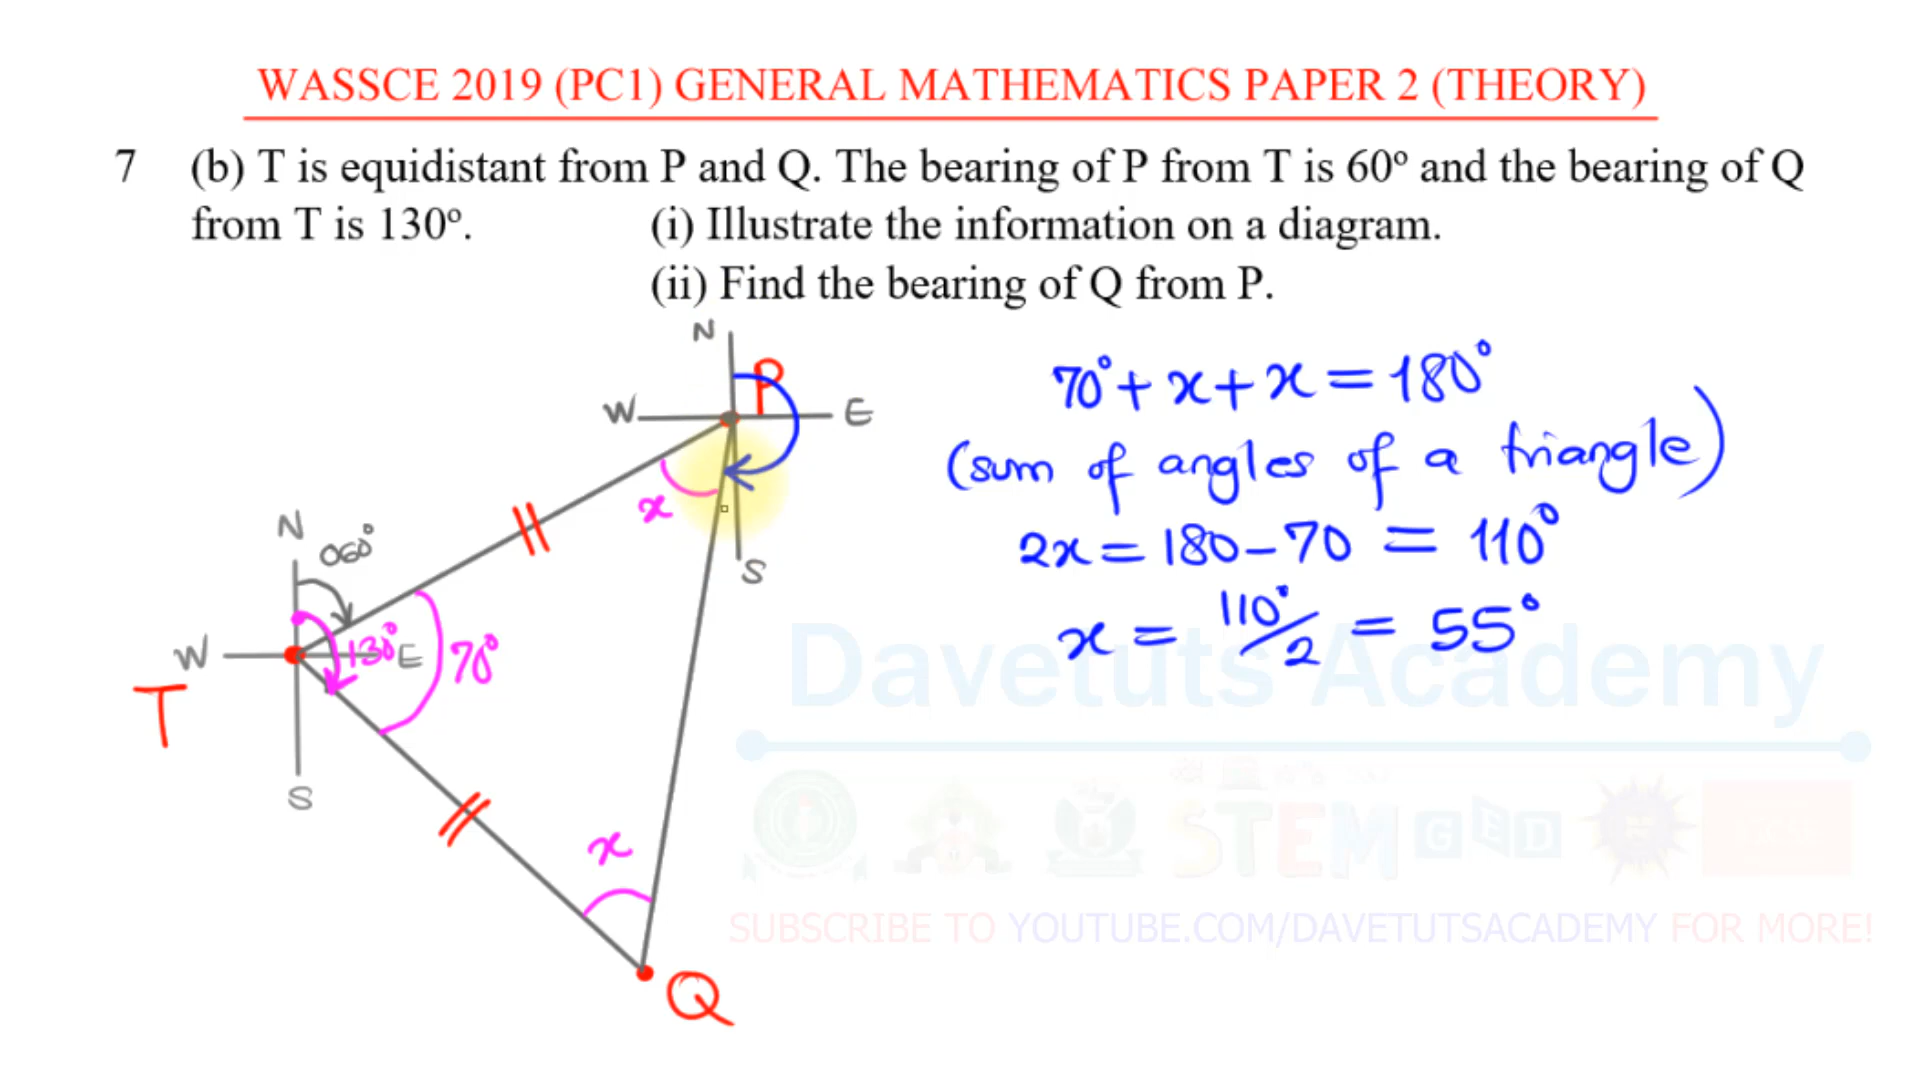 WASSCE 2019 (PC1) GENERAL MATHEMATICS PAPER 2 (THEORY)
7 (b) T is equidistant from P and Q. The bearing of P from T is 60° and the bearing of Q
from T is 130°. (i) Illustrate the information on a diagram.
(ii) Find the bearing of Q from P.
N
P
W E
x
S
N
060°
W 130° E 70°
T
S
x
Q
70° + x + x = 180°
(sum of angles of a triangle)
2x = 180 - 70 = 110°
x = 110°/2 = 55°
Davetuts Academy
STEM GED
SUBSCRIBE TO YOUTUBE.COM/DAVETUTSACADEMY FOR MORE!